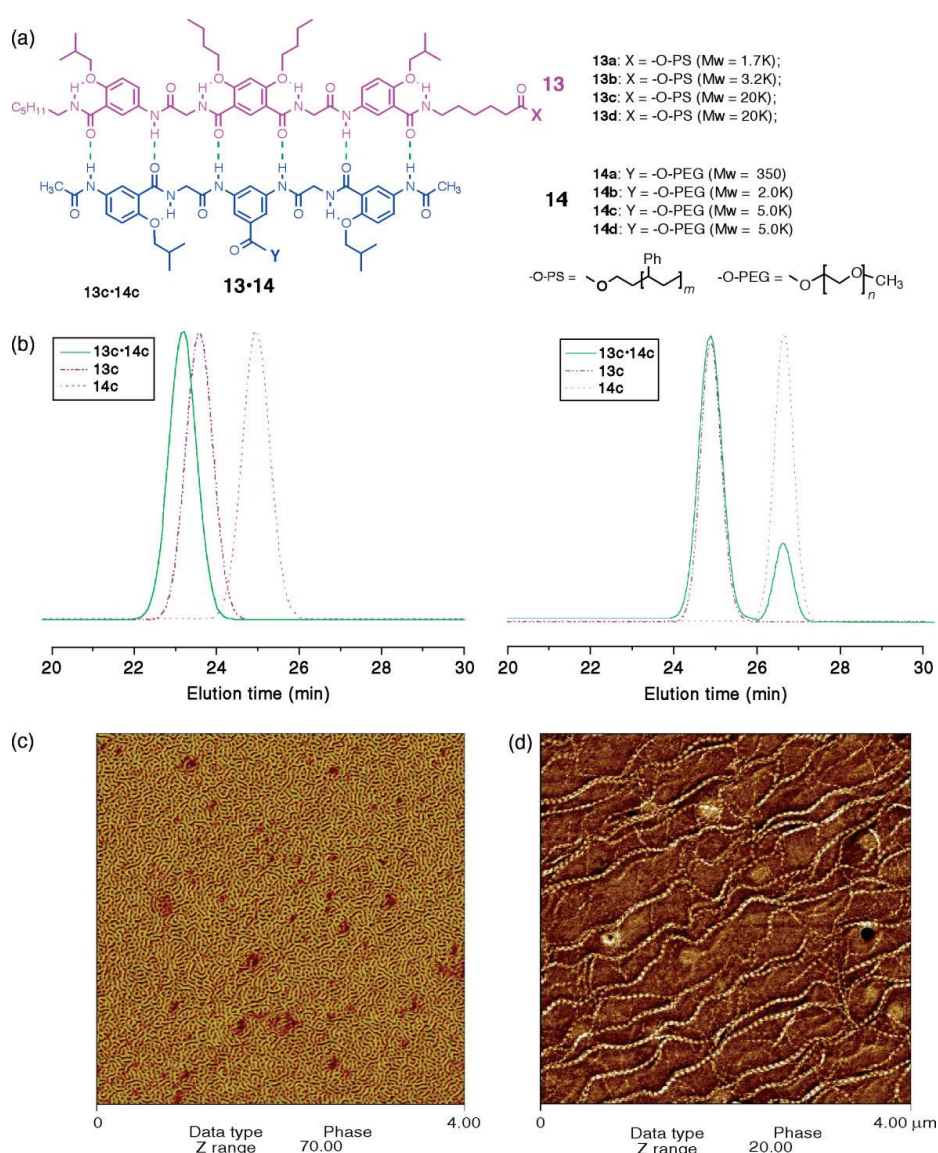 (a)
O O
H O O H O O H O H O
C5H11 N N N N N N
13
X
O H O O H O
O H O O H O
H O H H O H
H3C N N N N N N CH3
O H O O H O
O O O
Y
13c•14c
13•14
13a: X = -O-PS (Mw = 1.7K);
13b: X = -O-PS (Mw = 3.2K);
13c: X = -O-PS (Mw = 20K);
13d: X = -O-PS (Mw = 20K);
14
14a: Y = -O-PEG (Mw = 350)
14b: Y = -O-PEG (Mw = 2.0K)
14c: Y = -O-PEG (Mw = 5.0K)
14d: Y = -O-PEG (Mw = 5.0K)
Ph
-O-PS = O m
-O-PEG = O O n CH3
(b)
13c•14c
13c
14c
20 22 24 26 28 30
Elution time (min)
13c•14c
13c
14c
20 22 24 26 28 30
Elution time (min)
(c)
0 4.00
Data type Phase
Z range 70.00
(d)
0 4.00 μm
Data type Phase
Z range 20.00